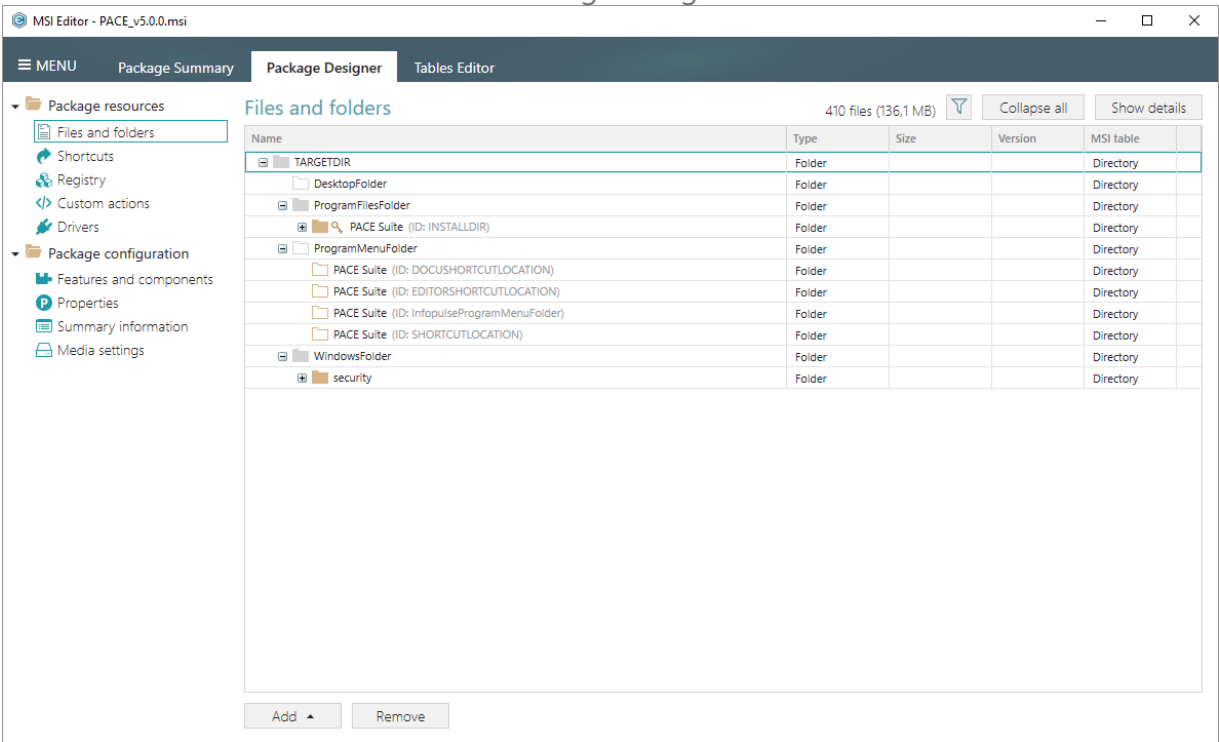 MSI Editor - PACE_v5.0.0.msi
MENU Package Summary Package Designer Tables Editor
Package resources
Files and folders
Shortcuts
Registry
Custom actions
Drivers
Package configuration
Features and components
Properties
Summary information
Media settings
Files and folders 410 files (136,1 MB) Collapse all Show details
Name Type Size Version MSI table
TARGETDIR Folder Directory
DesktopFolder Folder Directory
ProgramFilesFolder Folder Directory
PACE Suite (ID: INSTALLDIR) Folder Directory
ProgramMenuFolder Folder Directory
PACE Suite (ID: DOCUSHORTCUTLOCATION) Folder Directory
PACE Suite (ID: EDITORSHORTCUTLOCATION) Folder Directory
PACE Suite (ID: InfopulseProgramMenuFolder) Folder Directory
PACE Suite (ID: SHORTCUTLOCATION) Folder Directory
WindowsFolder Folder Directory
security Folder Directory
Add Remove